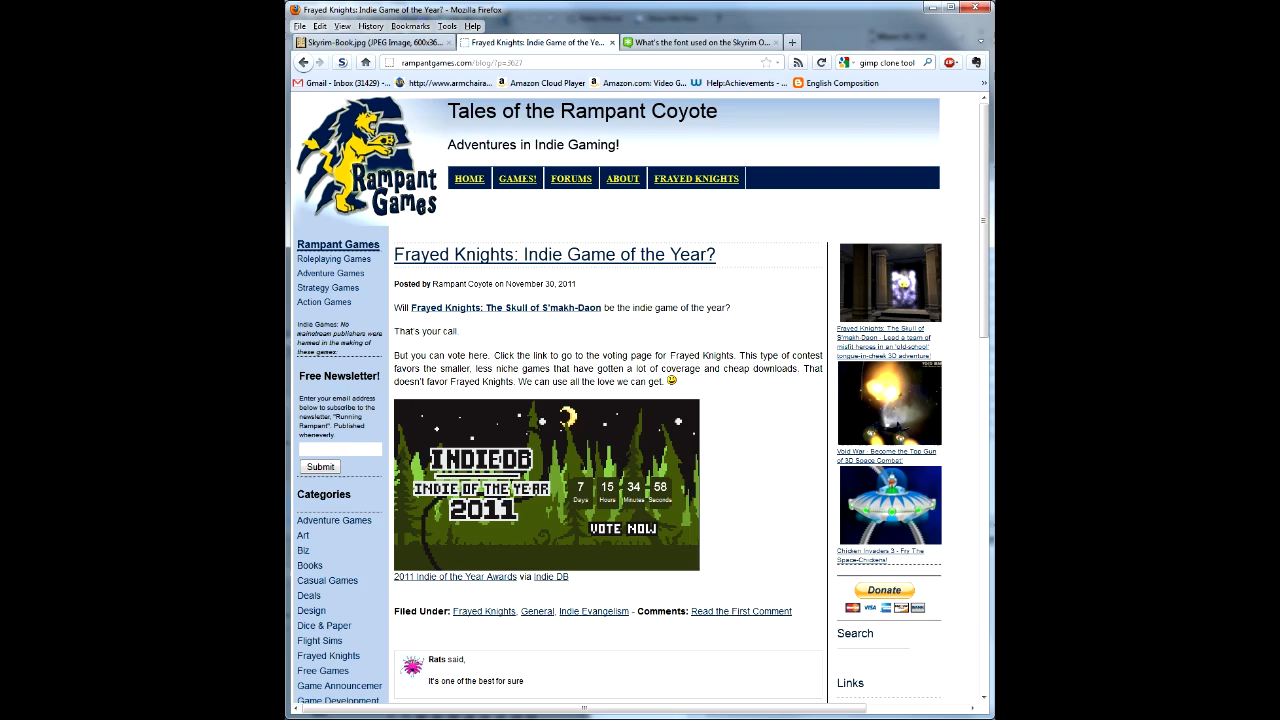 Frayed Knights: Indie Game of the Year? - Mozilla Firefox
File Edit View History Bookmarks Tools Help
Skyrim-Book.jpg (JPEG Image, 600x36... Frayed Knights: Indie Game of the Ye... What's the font used on the Skyrim O...
rampantgames.com/blog/?p=3627 gimp clone tool
Gmail - Inbox (31429) -... http://www.armchaira... Amazon Cloud Player Amazon.com: Video G... Help:Achievements - ... English Composition
Tales of the Rampant Coyote
Adventures in Indie Gaming!
Rampant
Games
HOME GAMES! FORUMS ABOUT FRAYED KNIGHTS
Rampant Games
Roleplaying Games
Adventure Games
Strategy Games
Action Games
Indie Games: No
mainstream publishers were
harmed in the making of
these games!
Free Newsletter!
Enter your email address
below to subscribe to the
newsletter, "Running
Rampant". Published
wheneverly.
Submit
Categories
Adventure Games
Art
Biz
Books
Casual Games
Deals
Design
Dice & Paper
Flight Sims
Frayed Knights
Free Games
Game Announcemer
Game Development
Frayed Knights: Indie Game of the Year?
Posted by Rampant Coyote on November 30, 2011
Will Frayed Knights: The Skull of S'makh-Daon be the indie game of the year?
That's your call.
But you can vote here. Click the link to go to the voting page for Frayed Knights. This type of contest
favors the smaller, less niche games that have gotten a lot of coverage and cheap downloads. That
doesn't favor Frayed Knights. We can use all the love we can get.
INDIEDB
INDIE OF THE YEAR
2011
7 15 34 58
Days Hours Minutes Seconds
VOTE NOW
2011 Indie of the Year Awards via Indie DB
Filed Under: Frayed Knights, General, Indie Evangelism - Comments: Read the First Comment
Rats said,
It's one of the best for sure
Frayed Knights: The Skull of
S'makh-Daon - Lead a team of
misfit heroes in an 'old-school'
tongue-in-cheek 3D adventure!
Void War - Become the Top Gun
of 3D Space Combat!
Chicken Invaders 3 - Fry The
Space-Chickens!
Donate
VISA
Search
Links